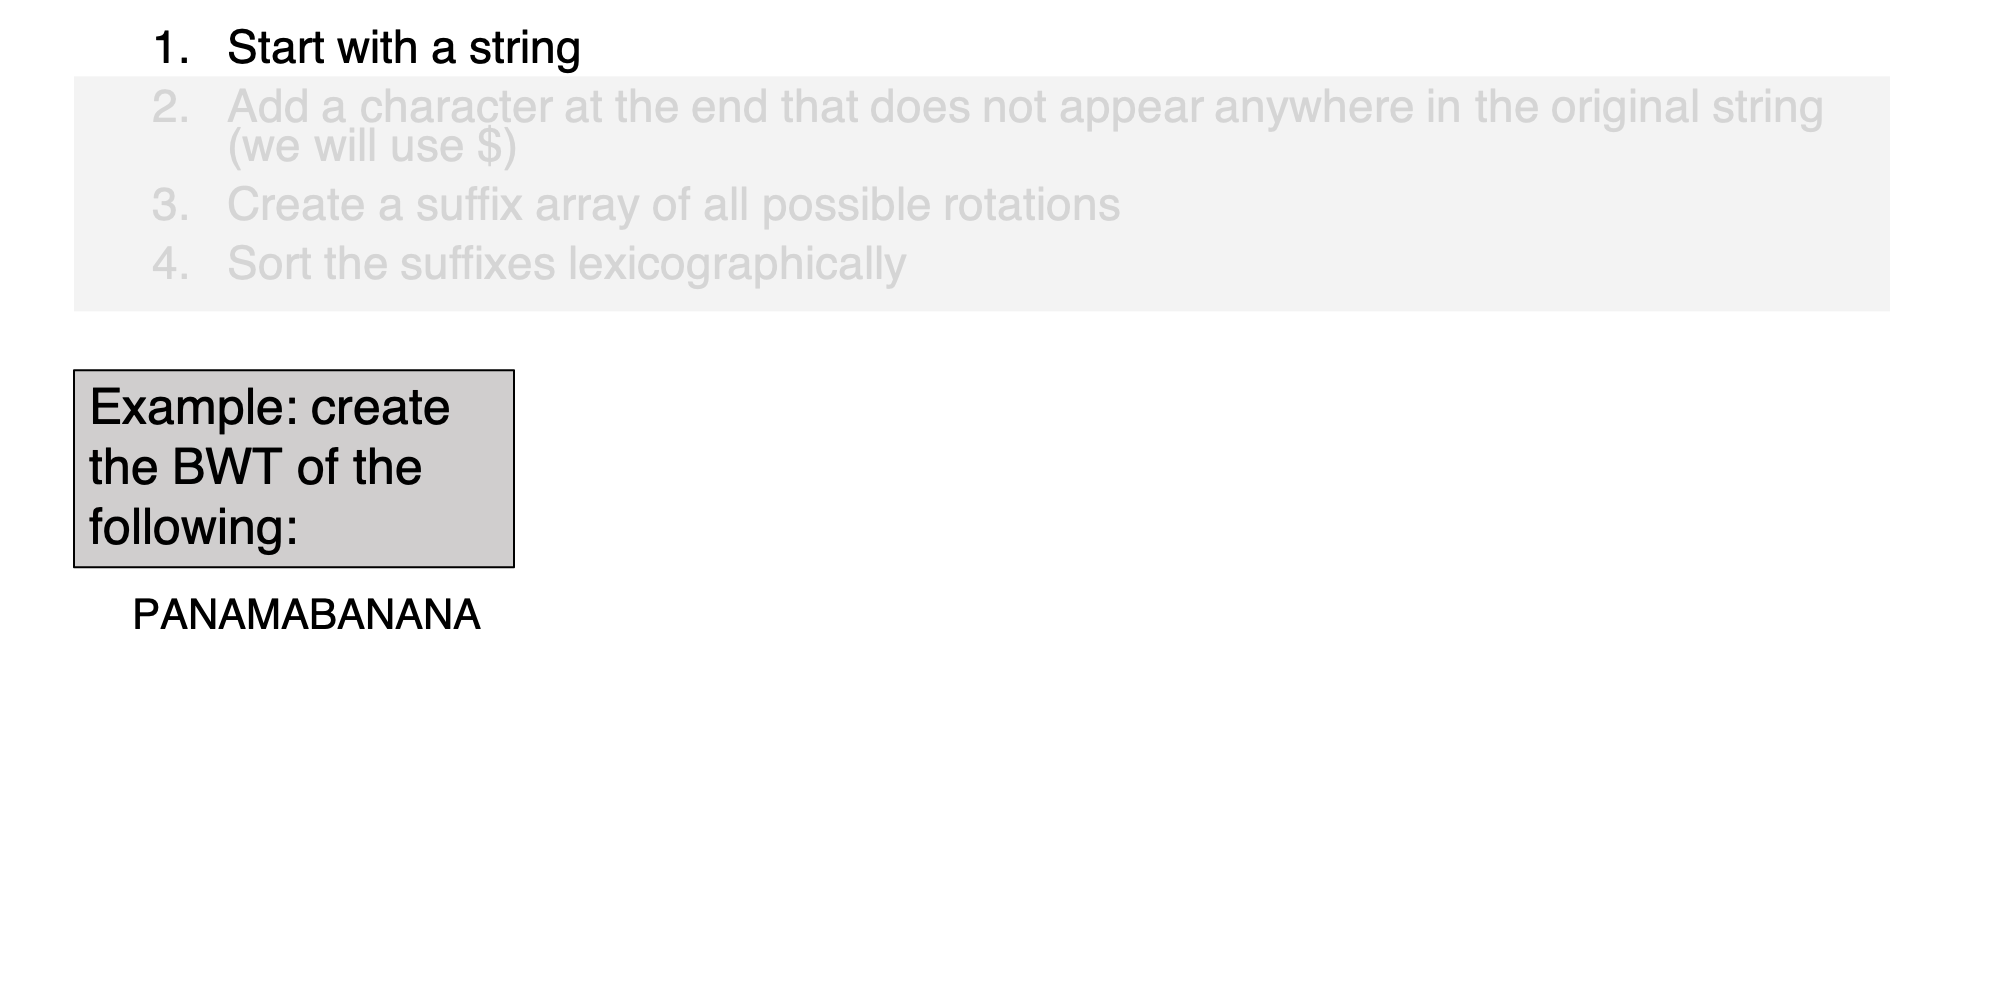 1. Start with a string
2. Add a character at the end that does not appear anywhere in the original string
(we will use $)
3. Create a suffix array of all possible rotations
4. Sort the suffixes lexicographically
Example: create
the BWT of the
following:
PANAMABANANA